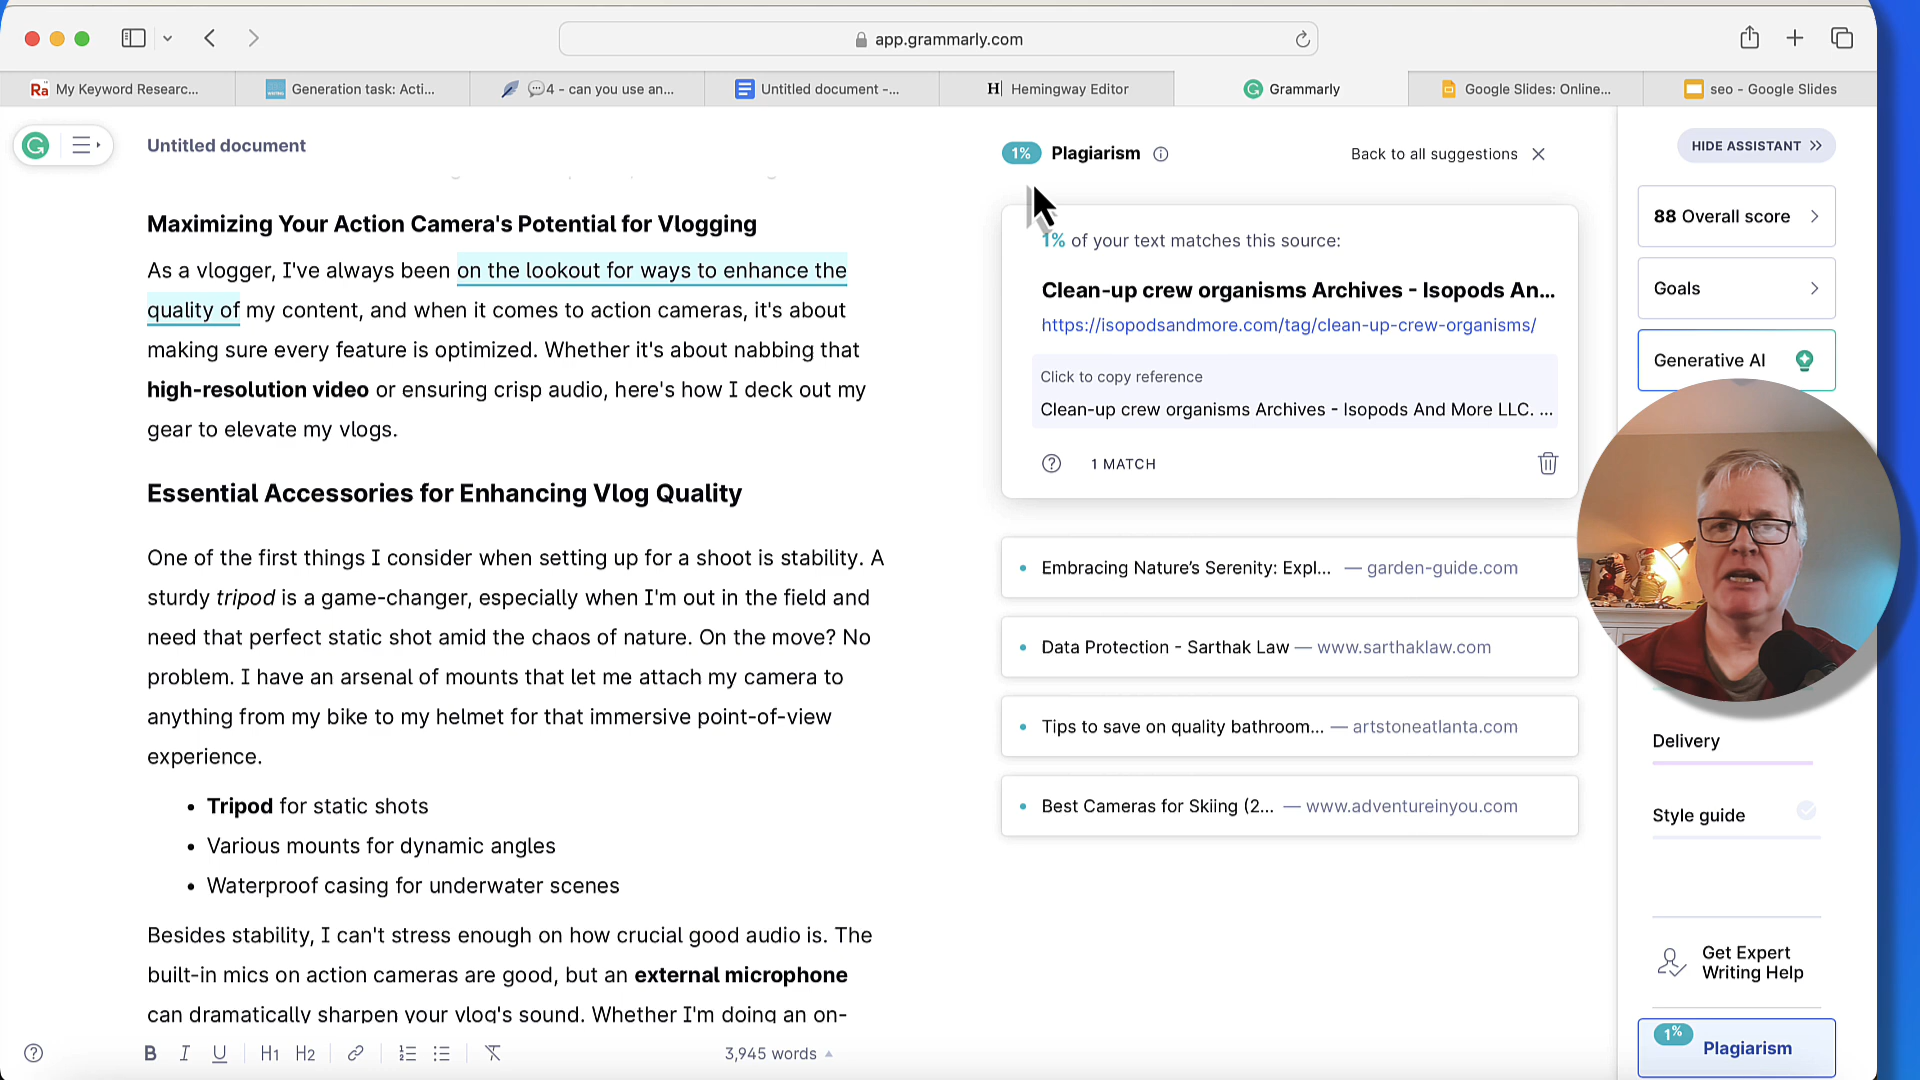 app.grammarly.com
My Keyword Researc...
Generation task: Acti...
4 - can you use an...
Untitled document -...
Hemingway Editor
Grammarly
Google Slides: Online...
seo - Google Slides
Untitled document
Maximizing Your Action Camera's Potential for Vlogging
As a vlogger, I've always been on the lookout for ways to enhance the
quality of my content, and when it comes to action cameras, it's about
making sure every feature is optimized. Whether it's about nabbing that
high-resolution video or ensuring crisp audio, here's how I deck out my
gear to elevate my vlogs.
Essential Accessories for Enhancing Vlog Quality
One of the first things I consider when setting up for a shoot is stability. A
sturdy tripod is a game-changer, especially when I'm out in the field and
need that perfect static shot amid the chaos of nature. On the move? No
problem. I have an arsenal of mounts that let me attach my camera to
anything from my bike to my helmet for that immersive point-of-view
experience.
• Tripod for static shots
• Various mounts for dynamic angles
• Waterproof casing for underwater scenes
Besides stability, I can't stress enough on how crucial good audio is. The
built-in mics on action cameras are good, but an external microphone
can dramatically sharpen your vlog's sound. Whether I'm doing an on-
B I U H1 H2
3,945 words
1% Plagiarism
Back to all suggestions
1% of your text matches this source:
Clean-up crew organisms Archives - Isopods An...
https://isopodsandmore.com/tag/clean-up-crew-organisms/
Click to copy reference
Clean-up crew organisms Archives - Isopods And More LLC. ...
1 MATCH
Embracing Nature's Serenity: Expl... — garden-guide.com
Data Protection - Sarthak Law — www.sarthaklaw.com
Tips to save on quality bathroom... — artstoneatlanta.com
Best Cameras for Skiing (2... — www.adventureinyou.com
HIDE ASSISTANT
88 Overall score
Goals
Generative AI
Delivery
Style guide
Get Expert
Writing Help
1%
Plagiarism